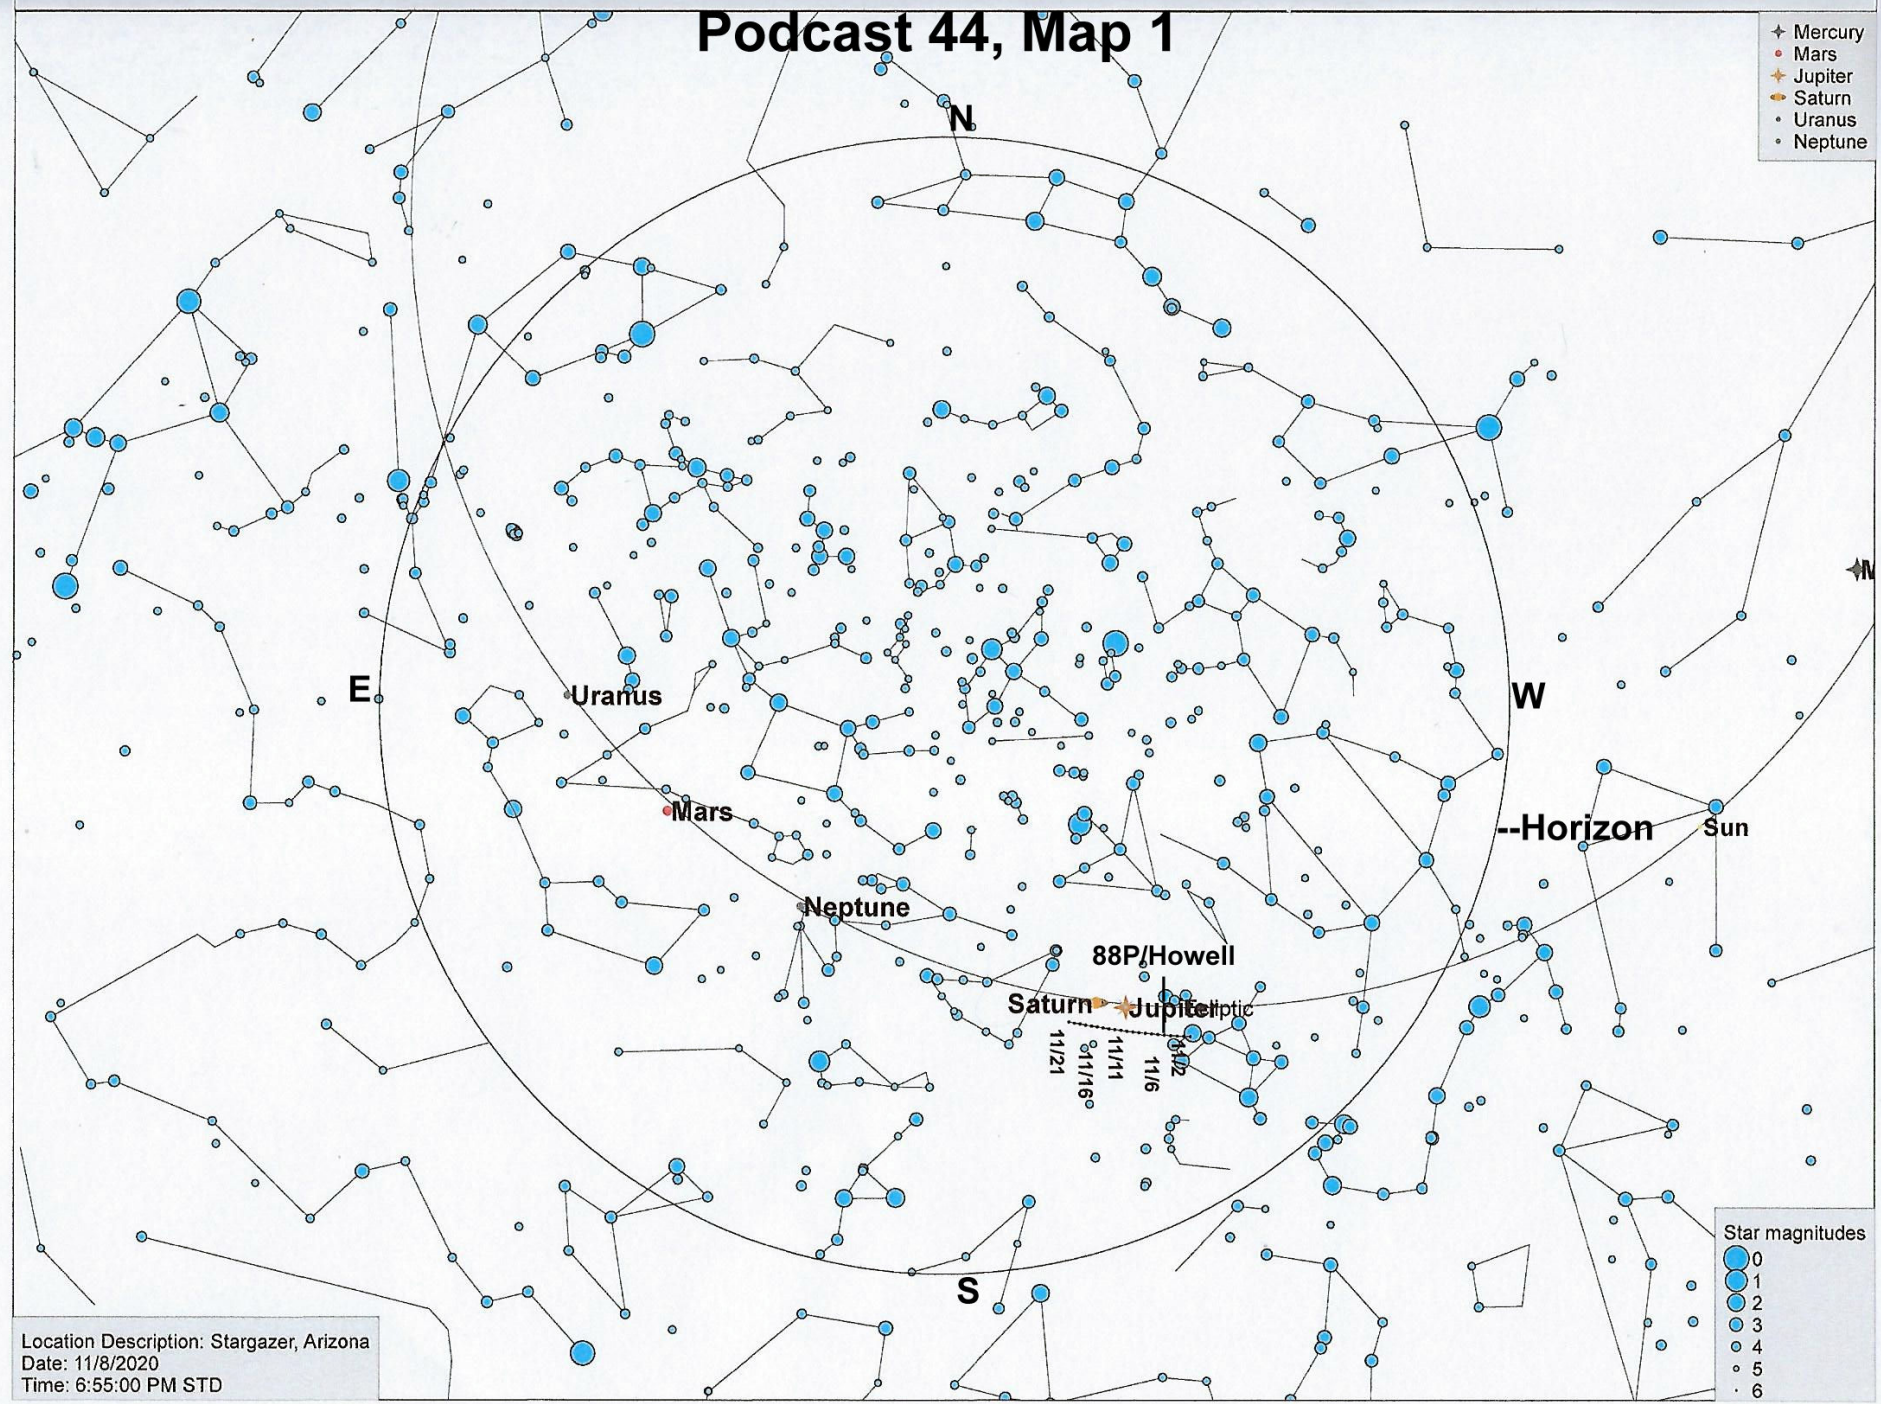 Podcast 44, Map 1
Mercury
Mars
Jupiter
Saturn
Uranus
Neptune
N
E
Uranus
W
Mars
--Horizon
Sun
Neptune
88P/Howell
Saturn
Jupiter
Ecliptic
11/21
11/16
11/11
11/6
11/2
S
M
Star magnitudes
0
1
2
3
4
5
6
Location Description: Stargazer, Arizona
Date: 11/8/2020
Time: 6:55:00 PM STD